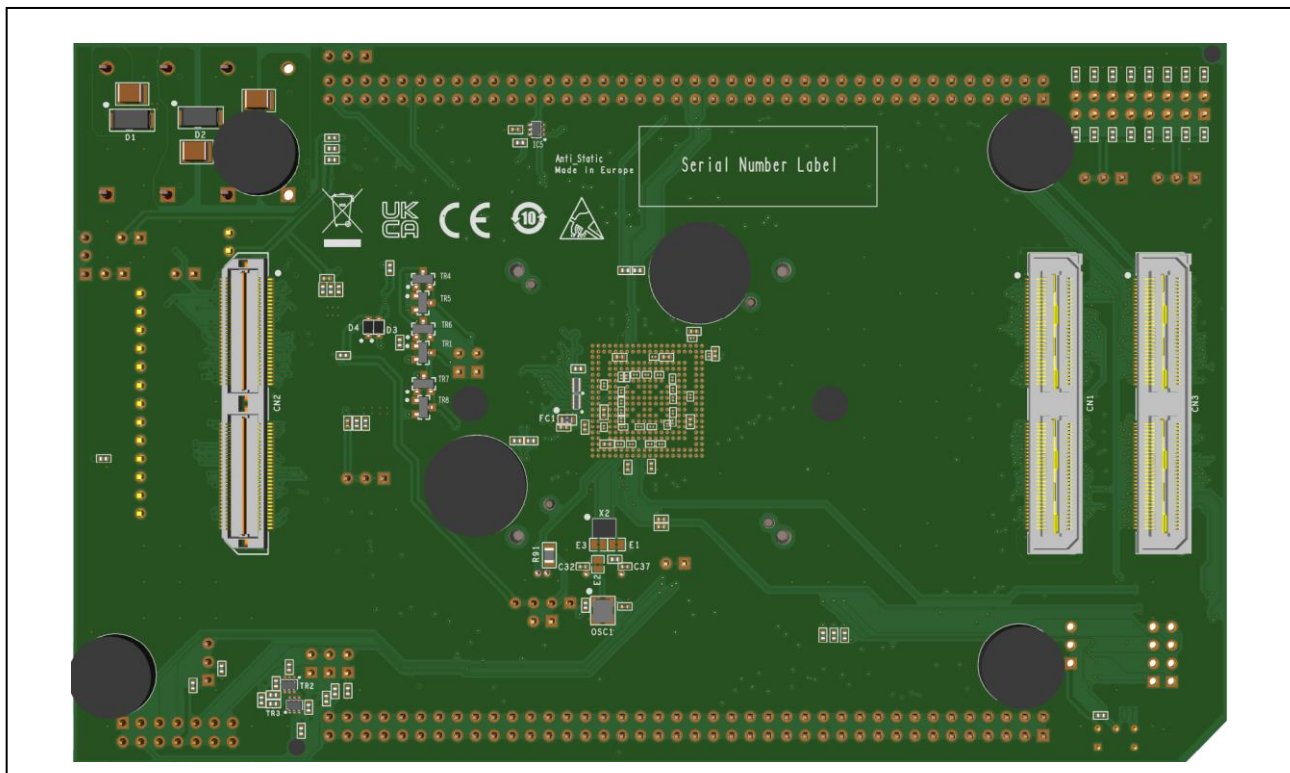 D1
D2
IC5
Anti_Static
Made in Europe
Serial Number Label
UK
CA
CE
10
TR4
TR5
D4
D3
TR6
TR1
TR7
TR8
CN2
FC1
CN1
CN3
X2
E3
E1
R91
C32
E2
C37
OSC1
TR2
TR3